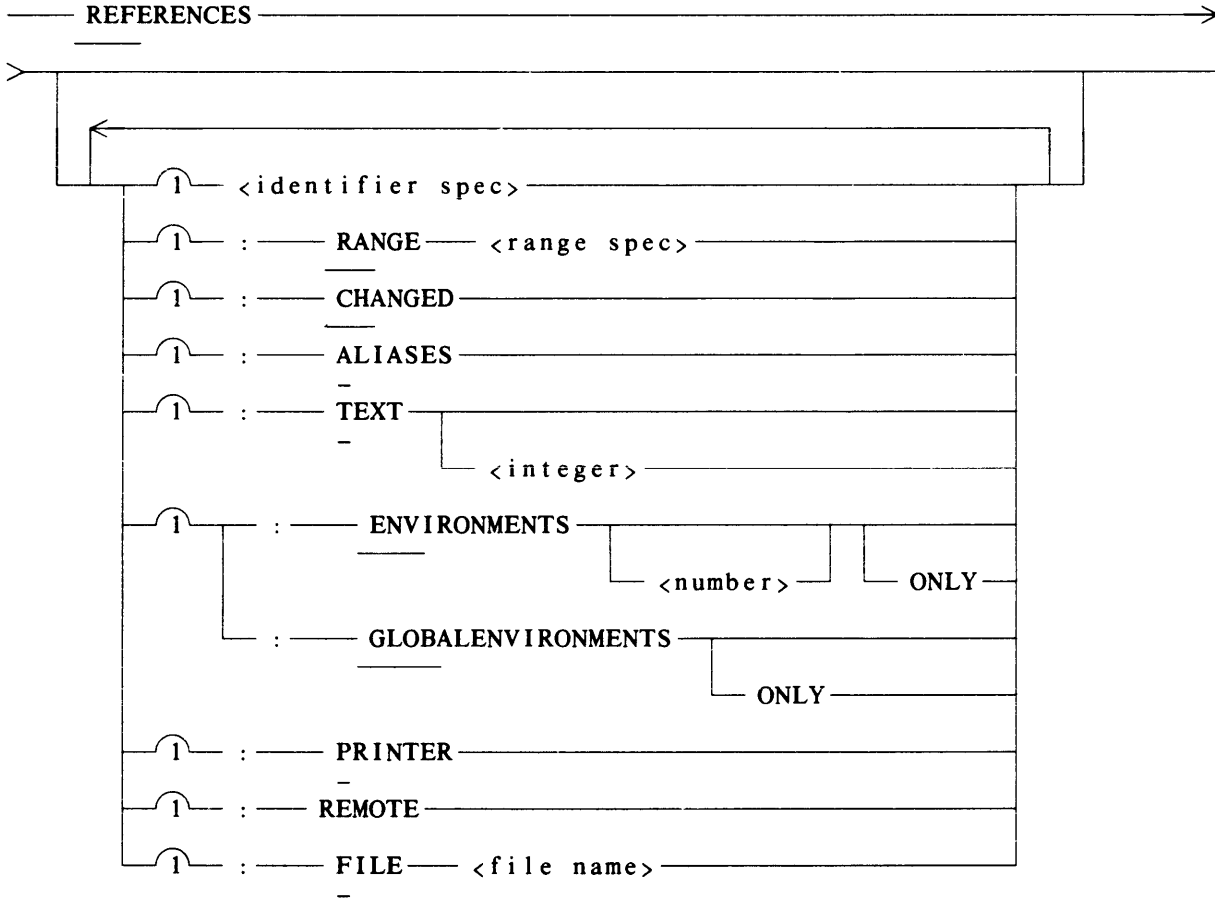 REFERENCES
1 <identifier spec>
1 : RANGE <range spec>
1 : CHANGED
1 : ALIASES
1 : TEXT
<integer>
1 : ENVIRONMENTS
<number> ONLY
: GLOBALENVIRONMENTS
ONLY
1 : PRINTER
1 : REMOTE
1 : FILE <file name>